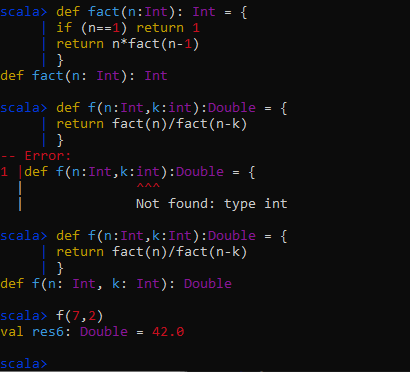 scala> def fact(n:Int): Int = {
     | if (n==1) return 1
     | return n*fact(n-1)
     | }
def fact(n: Int): Int
scala> def f(n:Int,k:int):Double = {
     | return fact(n)/fact(n-k)
     | }
-- Error:
1 |def f(n:Int,k:int):Double = {
  |              ^^^
  |              Not found: type int
scala> def f(n:Int,k:Int):Double = {
     | return fact(n)/fact(n-k)
     | }
def f(n: Int, k: Int): Double
scala> f(7,2)
val res6: Double = 42.0
scala>